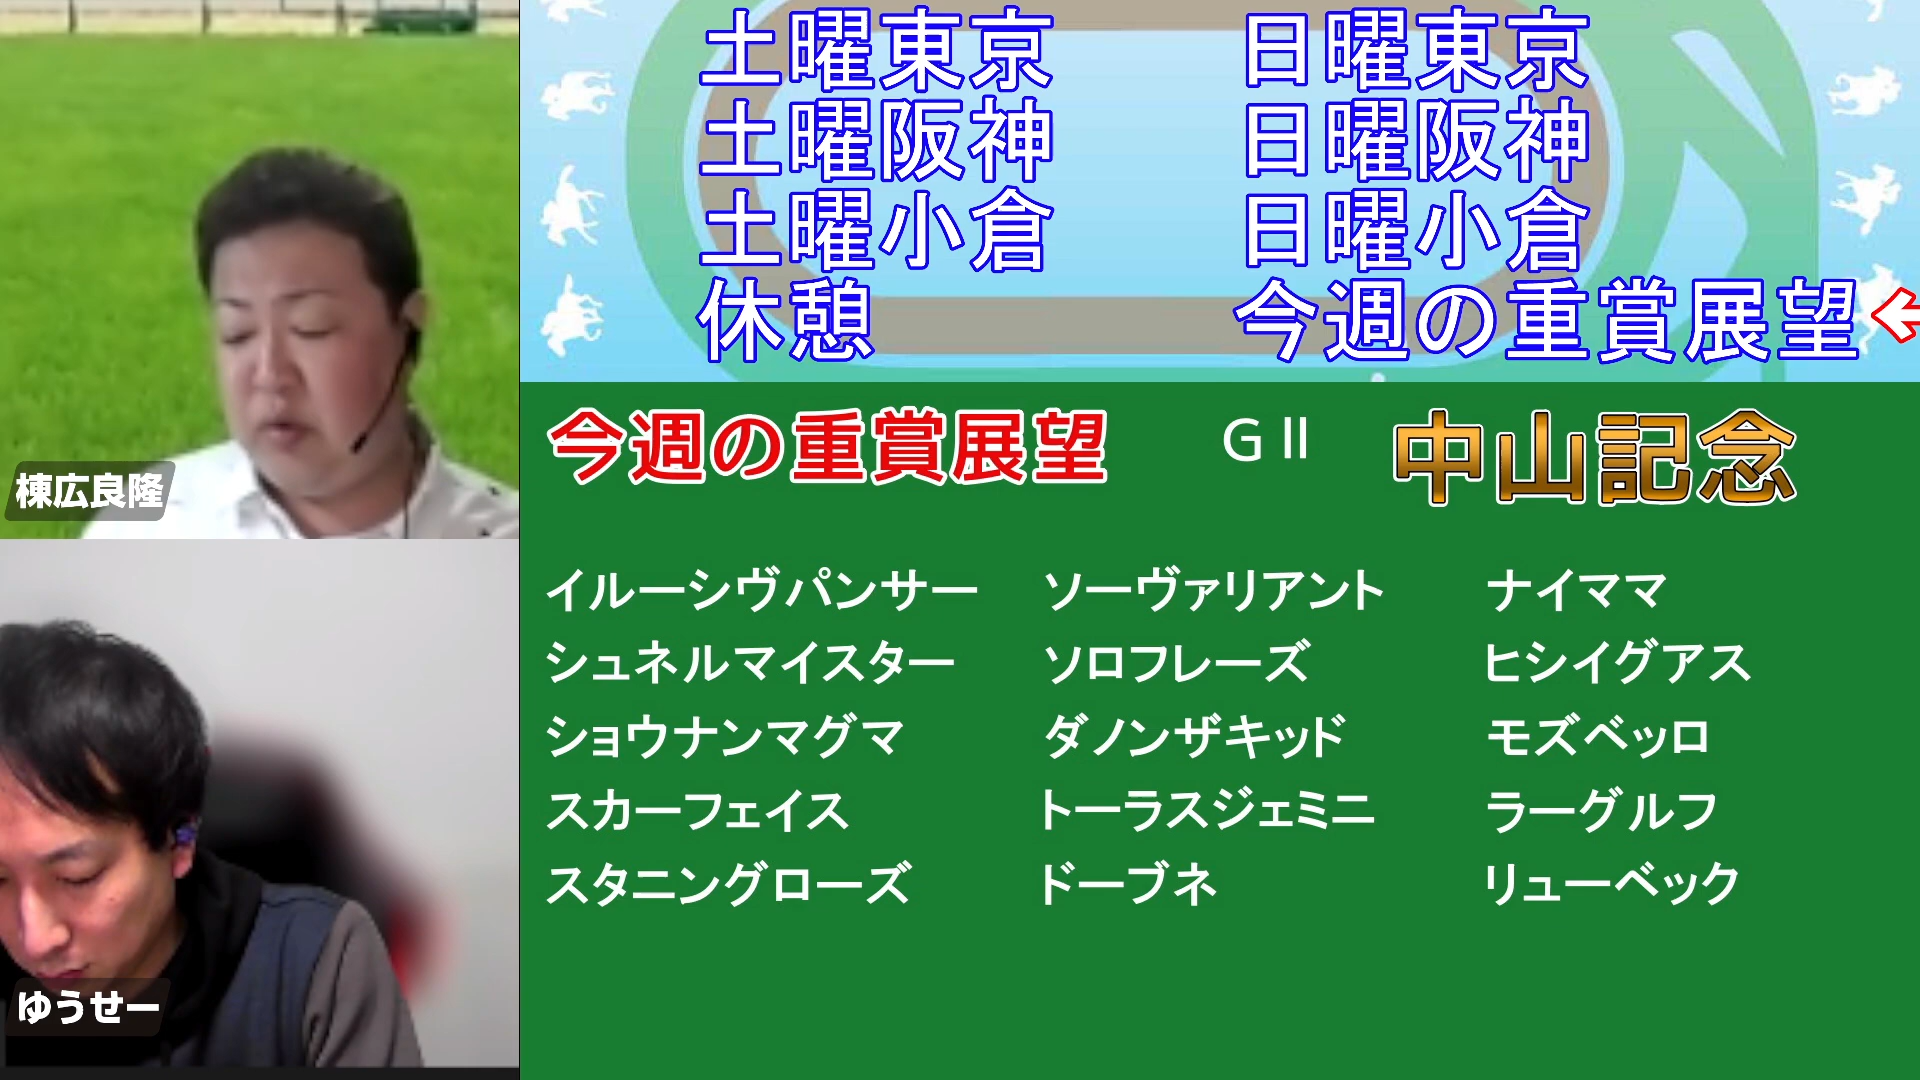 土曜東京
日曜東京
土曜阪神
日曜阪神
土曜小倉
日曜小倉
休憩
今週の重賞展望←
棟広良隆
ゆうせー
今週の重賞展望
GⅡ
中山記念
イルーシヴパンサー
ソーヴァリアント
ナイママ
シュネルマイスター
ソロフレーズ
ヒシイグアス
ショウナンマグマ
ダノンザキッド
モズベッロ
スカーフェイス
トーラスジェミニ
ラーグルフ
スタニングローズ
ドーブネ
リューベック